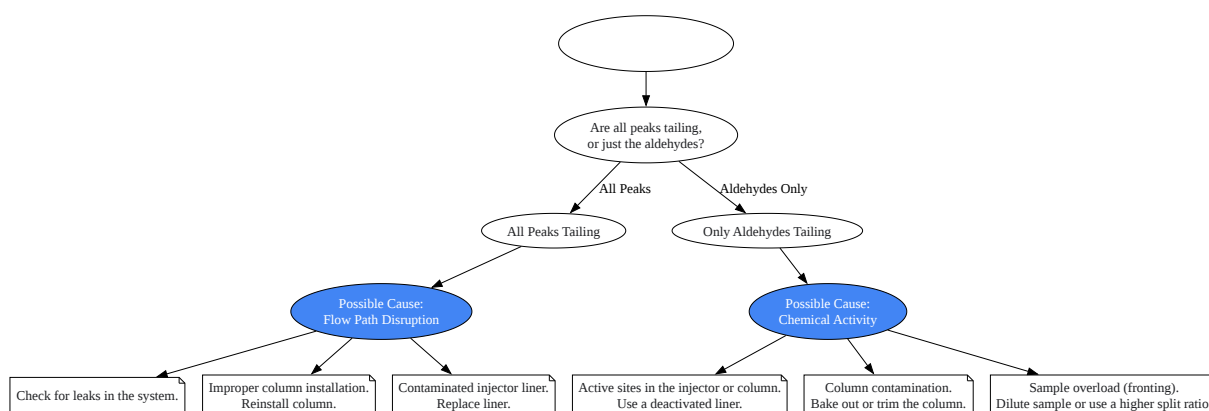 Are all peaks tailing,
or just the aldehydes?
All Peaks
Aldehydes Only
All Peaks Tailing
Only Aldehydes Tailing
Possible Cause:
Flow Path Disruption
Possible Cause:
Chemical Activity
Check for leaks in the system.
Improper column installation.
Reinstall column.
Contaminated injector liner.
Replace liner.
Active sites in the injector or column.
Use a deactivated liner.
Column contamination.
Bake out or trim the column.
Sample overload (fronting).
Dilute sample or use a higher split ratio